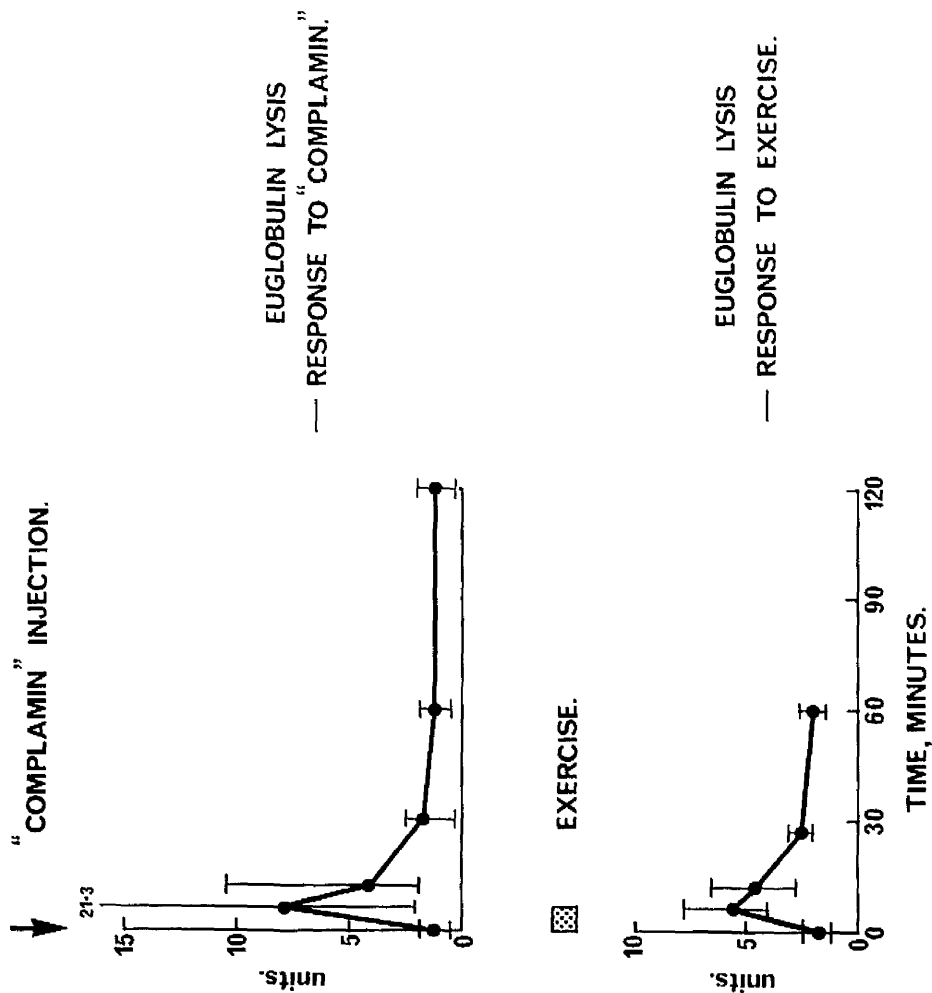 “COMPLAMIN” INJECTION.
21·3
15
10
5
0
units.
EUGLOBULIN LYSIS
— RESPONSE TO “COMPLAMIN.”
EXERCISE.
10
5
0
units.
0 30 60 90 120
TIME, MINUTES.
EUGLOBULIN LYSIS
— RESPONSE TO EXERCISE.